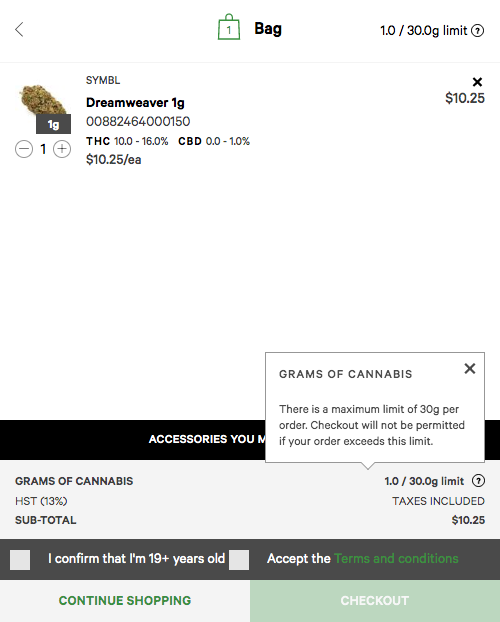 1
Bag
1.0 / 30.0g limit ?
SYMBL
Dreamweaver 1g
00882464000150
$10.25
1g
THC 10.0 - 16.0% CBD 0.0 - 1.0%
1
$10.25/ea
GRAMS OF CANNABIS
There is a maximum limit of 30g per
order. Checkout will not be permitted
if your order exceeds this limit.
ACCESSORIES YOU M
GRAMS OF CANNABIS 1.0 / 30.0g limit ?
HST (13%) TAXES INCLUDED
SUB-TOTAL $10.25
I confirm that I'm 19+ years old Accept the Terms and conditions
CONTINUE SHOPPING CHECKOUT